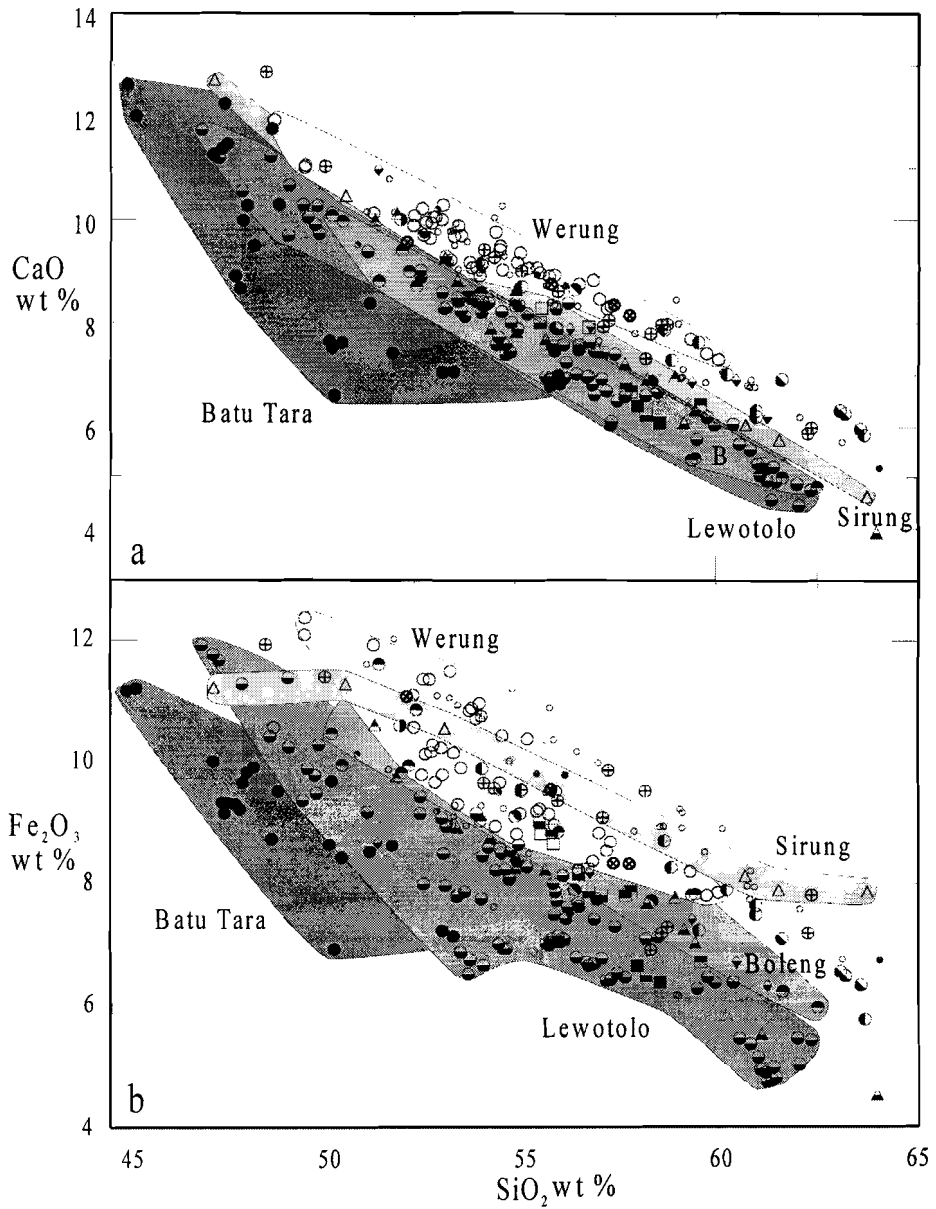 14
12
10
8
6
4
CaO
wt %
Werung
Batu Tara
B
Lewotolo
Sirung
a
12
10
8
6
4
Fe₂O₃
wt %
Werung
Sirung
Batu Tara
Boleng
Lewotolo
b
45 50 55 60 65
SiO₂ wt %